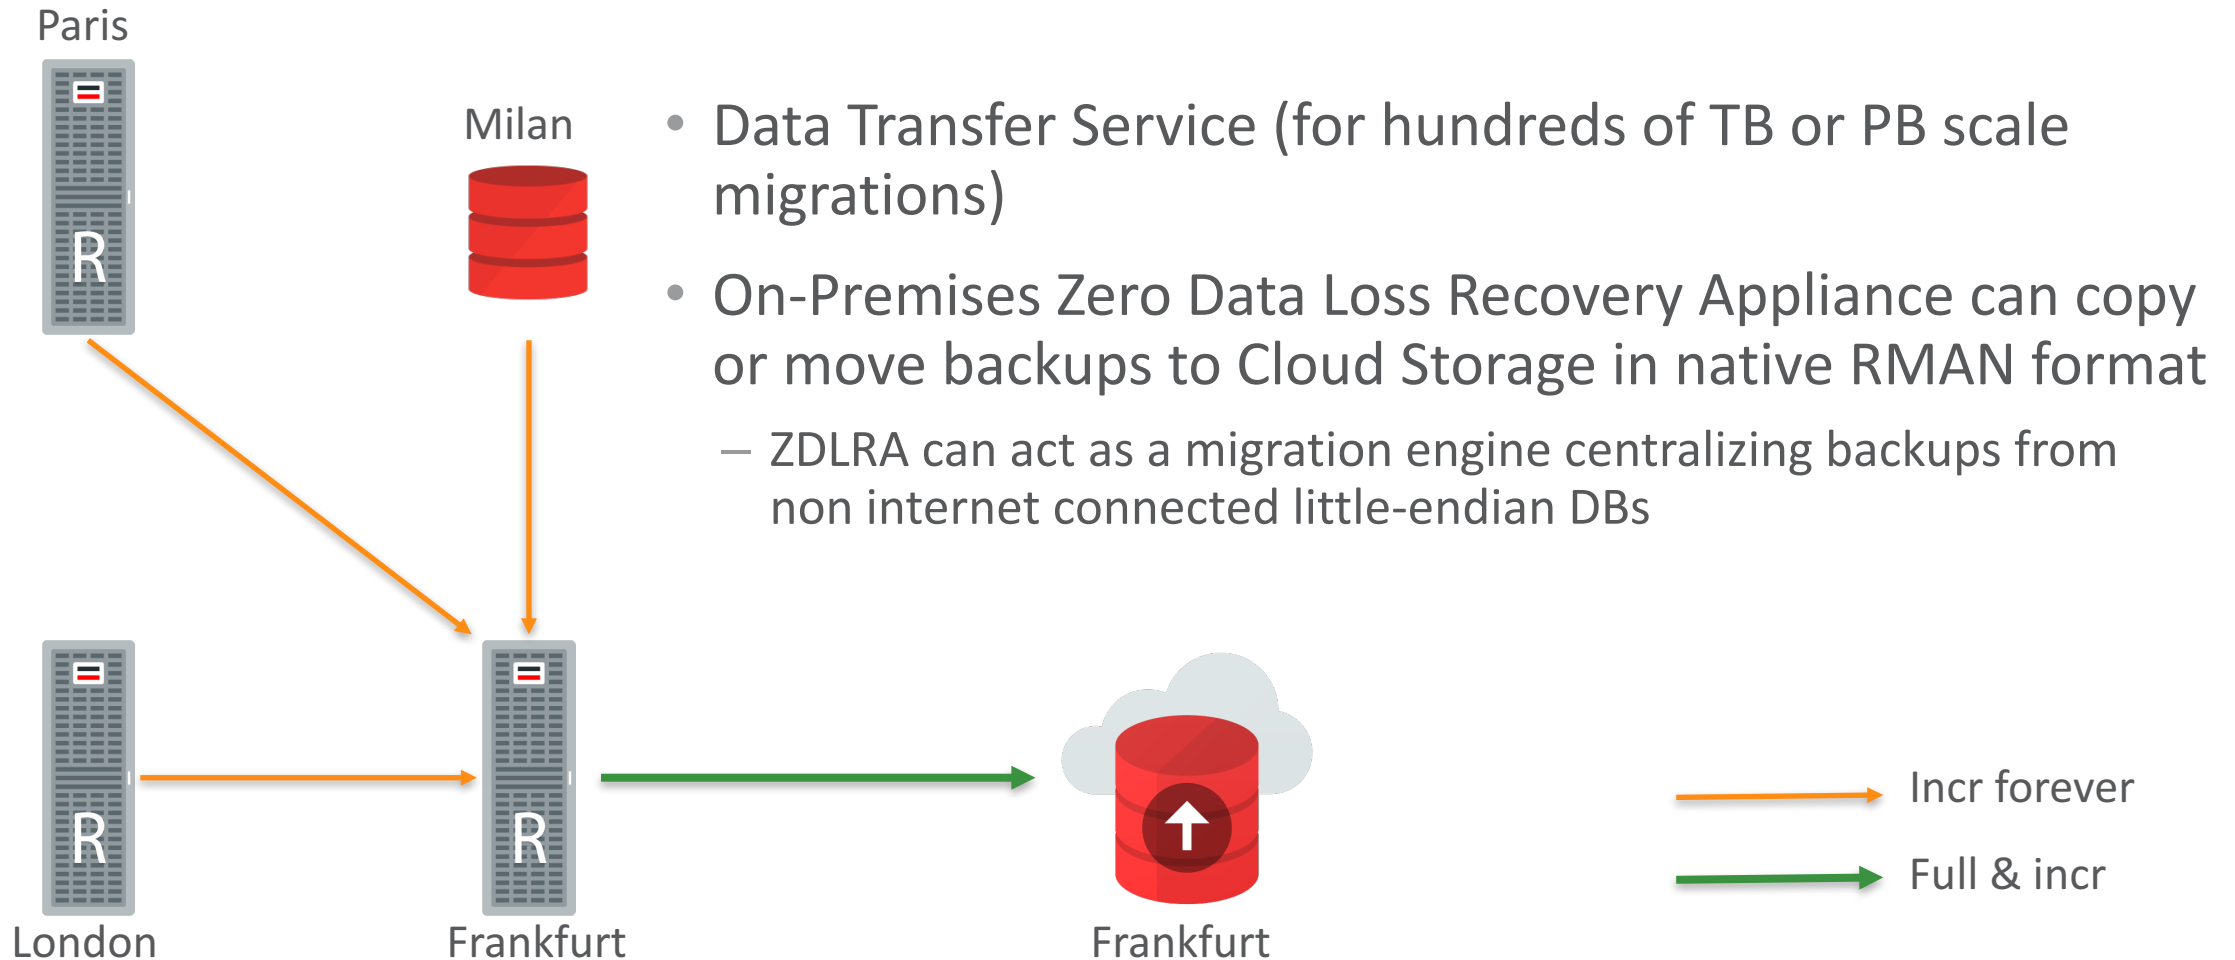 Paris
R
Milan
• Data Transfer Service (for hundreds of TB or PB scale
migrations)
• On-Premises Zero Data Loss Recovery Appliance can copy
or move backups to Cloud Storage in native RMAN format
– ZDLRA can act as a migration engine centralizing backups from
non internet connected little-endian DBs
R
London
R
Frankfurt
Frankfurt
Incr forever
Full & incr